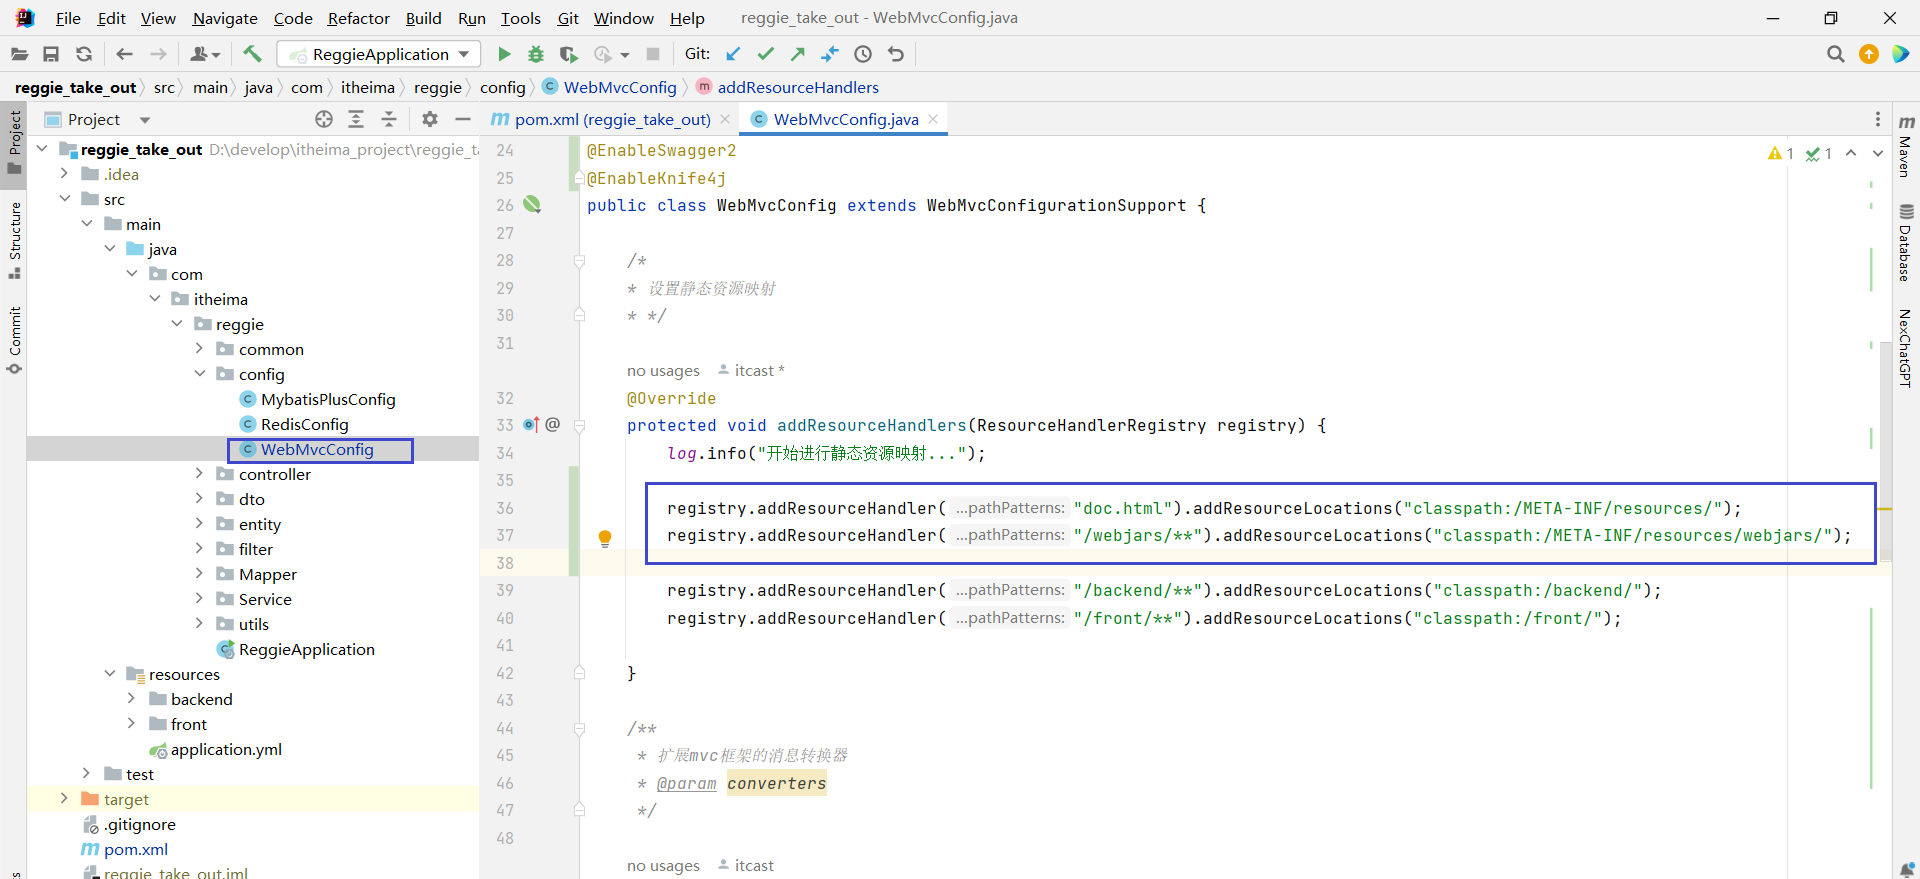 File Edit View Navigate Code Refactor Build Run Tools Git Window Help reggie_take_out - WebMvcConfig.java
ReggieApplication Git:
reggie_take_out src main java com itheima reggie config WebMvcConfig addResourceHandlers
Project
pom.xml (reggie_take_out) WebMvcConfig.java
Project
Structure
Commit
reggie_take_out D:\develop\itheima_project\reggie_ta
.idea
src
main
java
com
itheima
reggie
common
config
MybatisPlusConfig
RedisConfig
WebMvcConfig
controller
dto
entity
filter
Mapper
Service
utils
ReggieApplication
resources
backend
front
application.yml
test
target
.gitignore
pom.xml
reggie_take_out.iml
1 1
24 @EnableSwagger2
25 @EnableKnife4j
26 public class WebMvcConfig extends WebMvcConfigurationSupport {
27
28 /*
29 * 设置静态资源映射
30 * */
31
no usages itcast *
32 @Override
33 @ protected void addResourceHandlers(ResourceHandlerRegistry registry) {
34 log.info("开始进行静态资源映射...");
35
36 registry.addResourceHandler( ...pathPatterns: "doc.html").addResourceLocations("classpath:/META-INF/resources/");
37 registry.addResourceHandler( ...pathPatterns: "/webjars/**").addResourceLocations("classpath:/META-INF/resources/webjars/");
38
39 registry.addResourceHandler( ...pathPatterns: "/backend/**").addResourceLocations("classpath:/backend/");
40 registry.addResourceHandler( ...pathPatterns: "/front/**").addResourceLocations("classpath:/front/");
41
42 }
43
44 /**
45 * 扩展mvc框架的消息转换器
46 * @param converters
47 */
48
no usages itcast
m Maven
Database
NexChatGPT